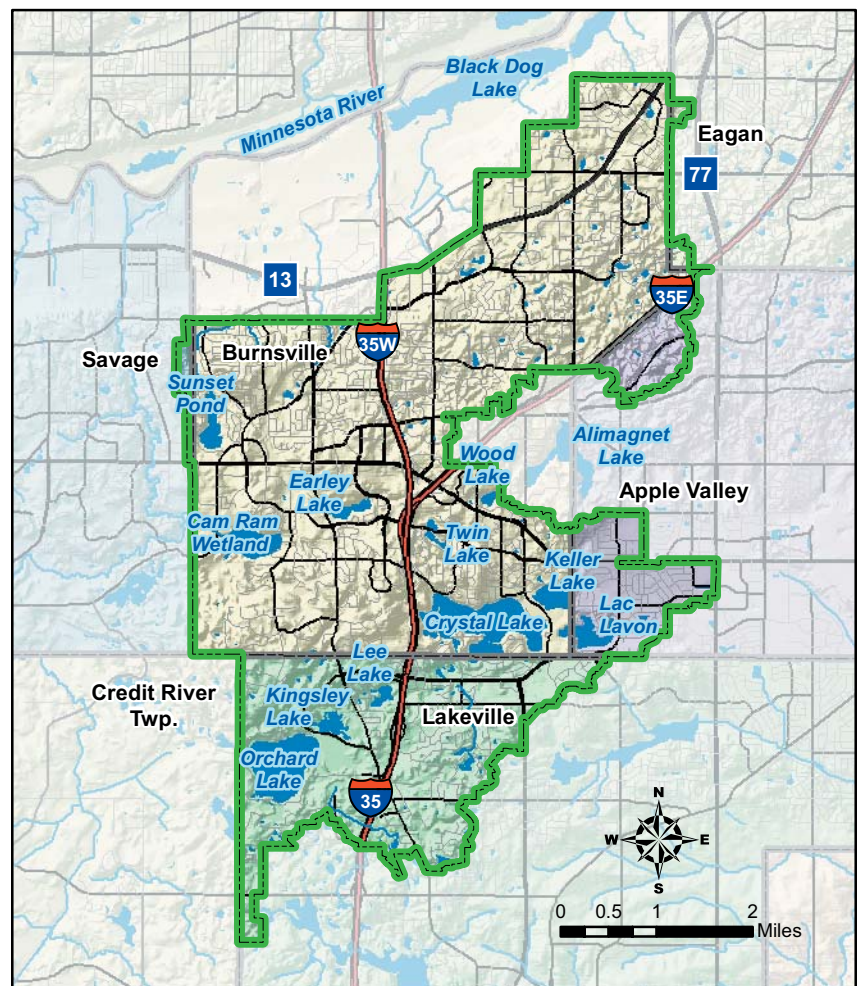 Black Dog
Lake
Minnesota River
Eagan
77
13
35E
35W
Savage
Burnsville
Sunset
Pond
Alimagnet
Lake
Wood
Lake
Earley
Lake
Apple Valley
Cam Ram
Wetland
Twin
Lake
Keller
Lake
Lac
Lavon
Crystal Lake
Lee
Lake
Credit River
Twp.
Kingsley
Lake
Lakeville
Orchard
Lake
35
N
W
E
S
0 0.5 1 2
Miles